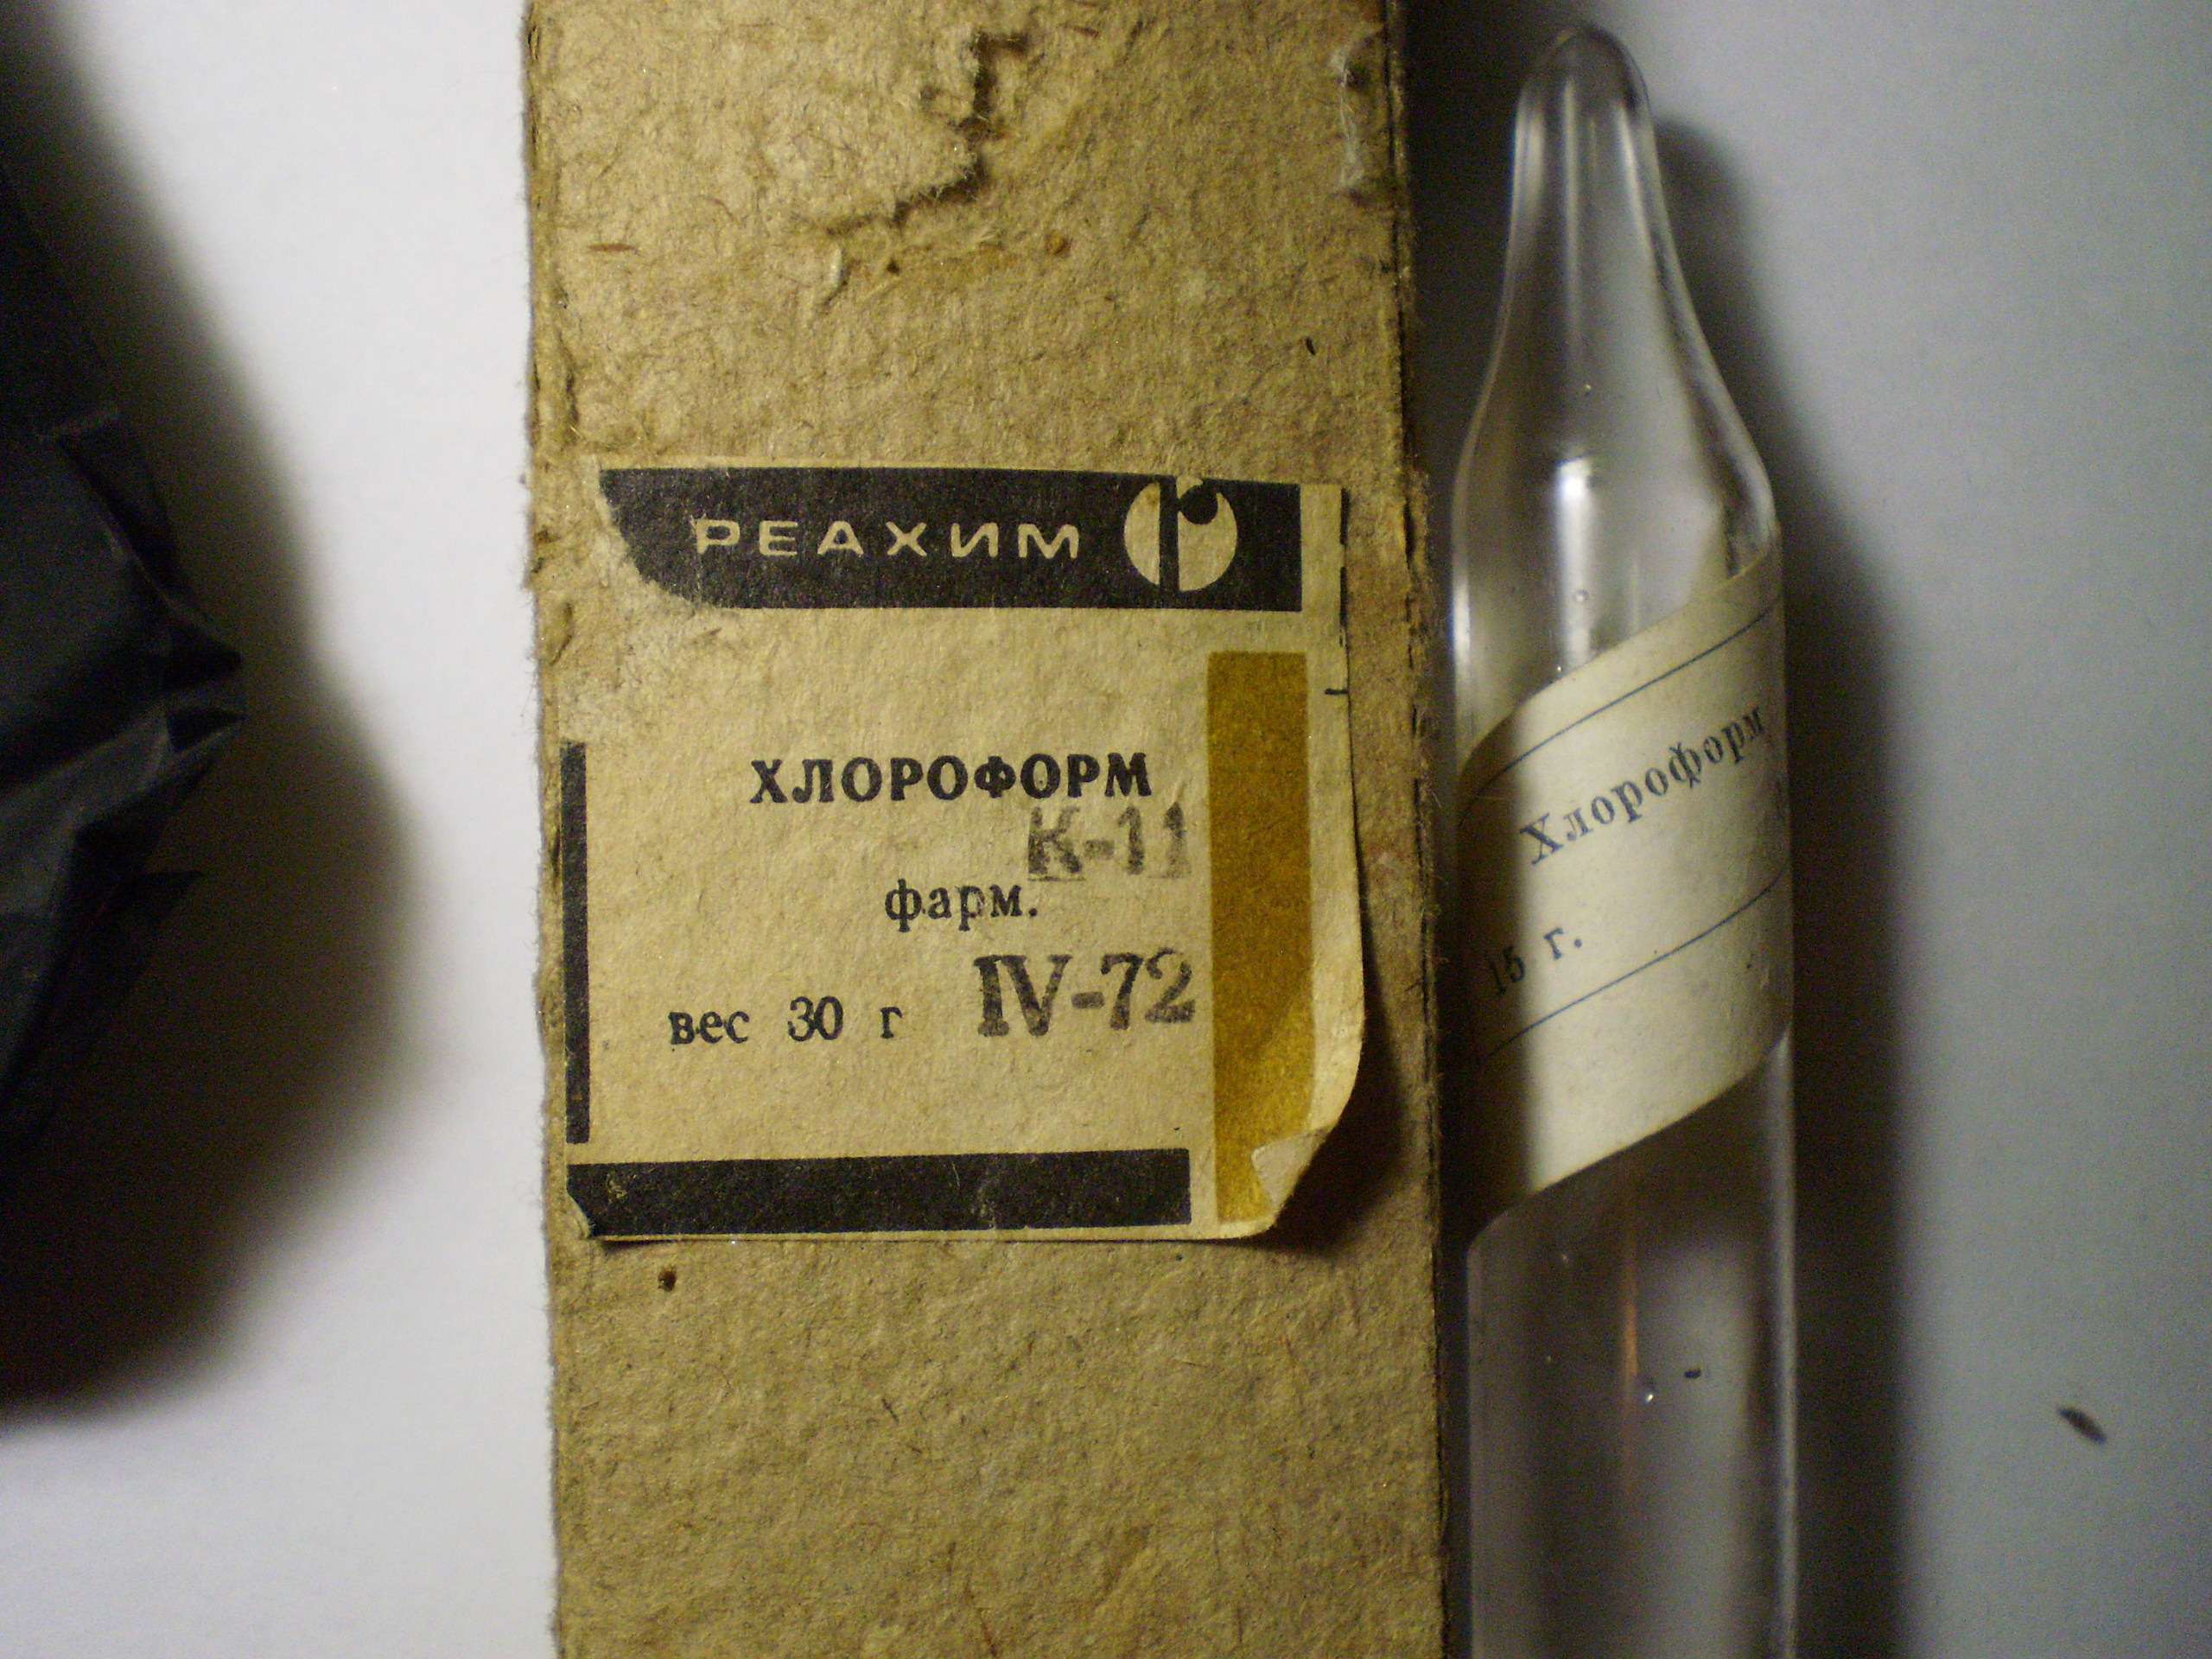 РЕАХИМ
ХЛОРОФОРМ
К-11
фарм.
вес 30 г IV-72
Хлороформ
15 г.